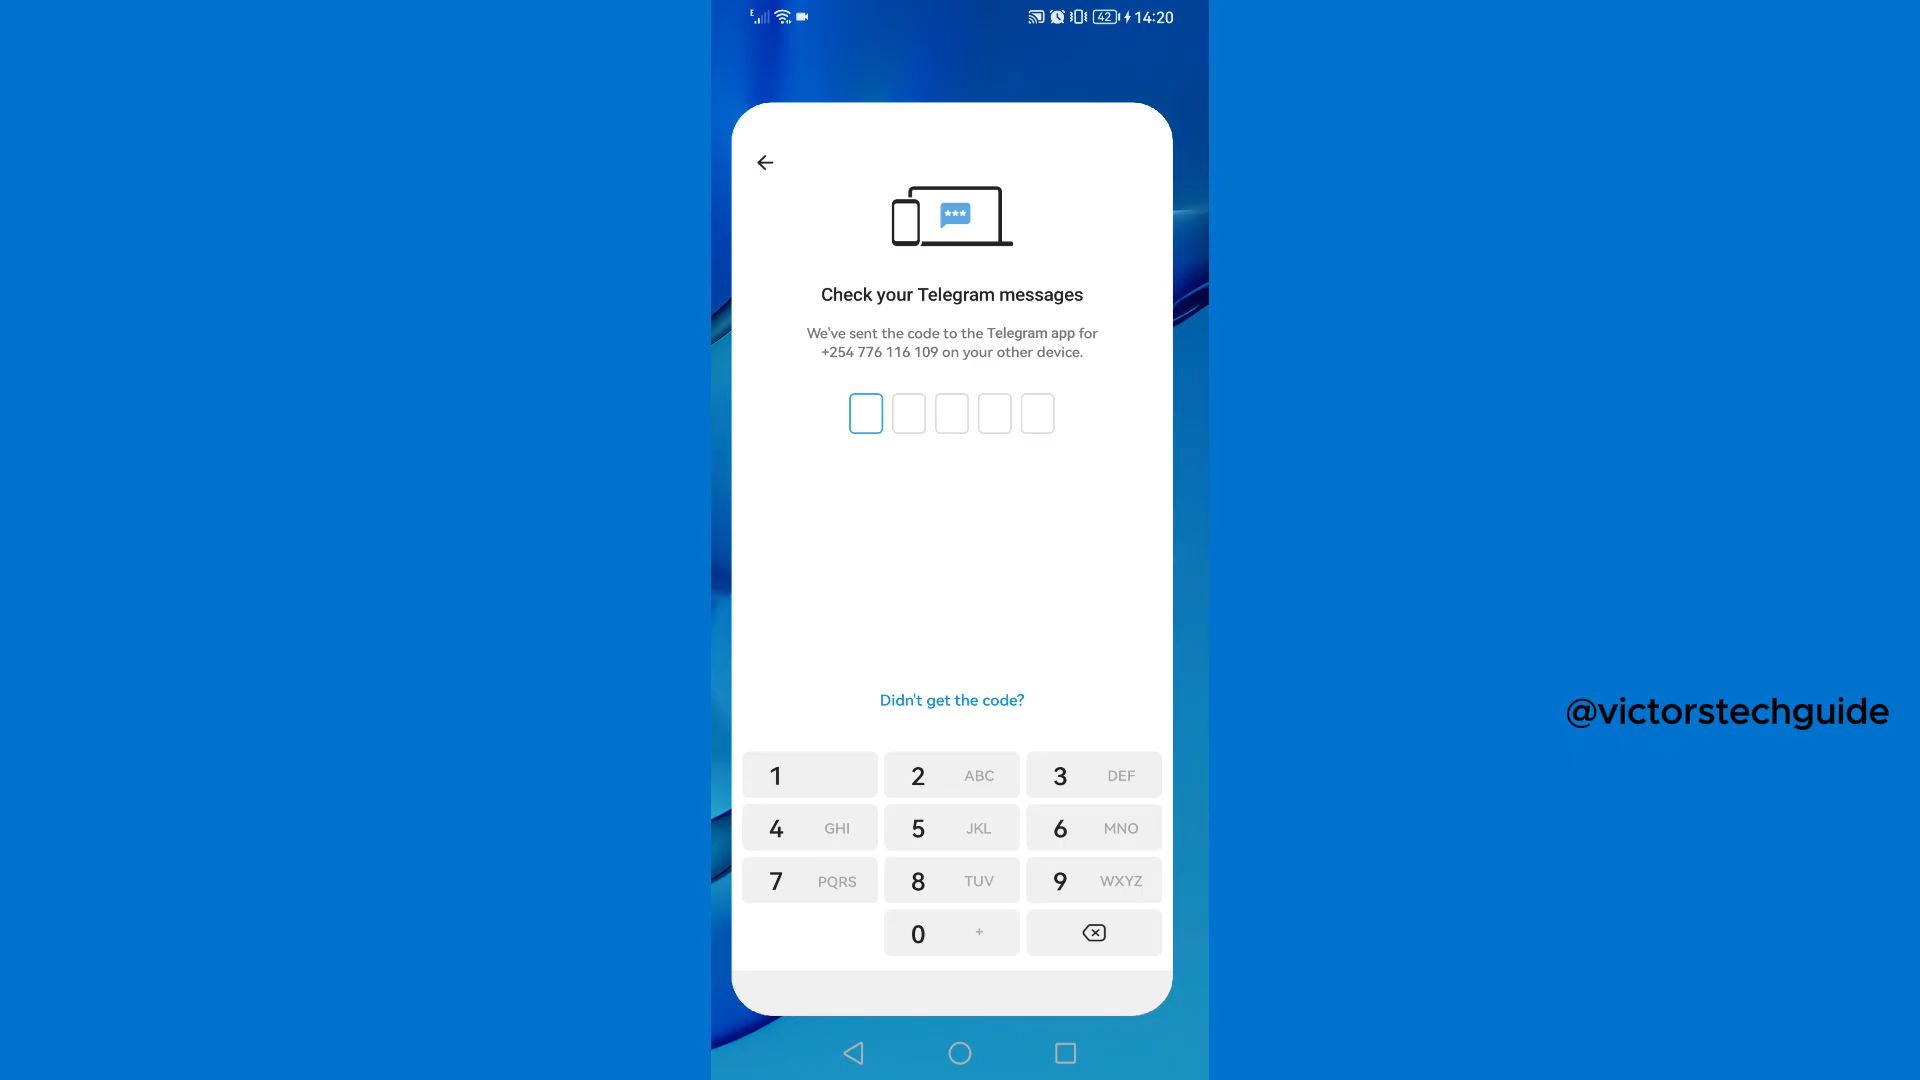 E 42 14:20
Check your Telegram messages
We've sent the code to the Telegram app for
+254 776 116 109 on your other device.
Didn't get the code?
1 2 ABC 3 DEF
4 GHI 5 JKL 6 MNO
7 PQRS 8 TUV 9 WXYZ
0 +
@victorstechguide